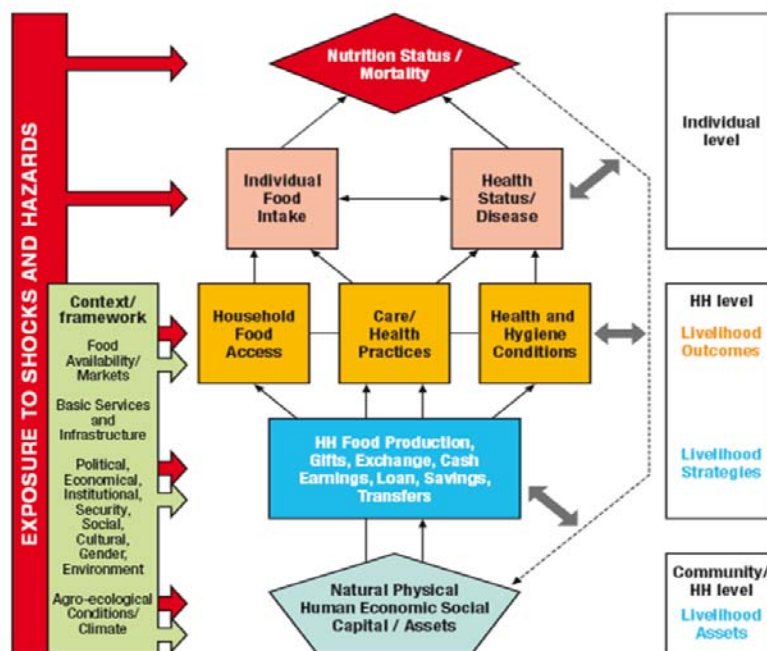 EXPOSURE TO SHOCKS AND HAZARDS
Nutrition Status /
Mortality
Individual
Food
Intake
Health
Status/
Disease
Individual
level
Context/
framework
Food
Availability/
Markets
Basic Services
and
Infrastructure
Political,
Economical,
Institutional,
Security,
Social,
Cultural,
Gender,
Environment
Agro-ecological
Conditions/
Climate
Household
Food
Access
Care/
Health
Practices
Health and
Hygiene
Conditions
HH level
Livelihood
Outcomes
Livelihood
Strategies
HH Food Production,
Gifts, Exchange, Cash
Earnings, Loan, Savings,
Transfers
Natural Physical
Human Economic Social
Capital / Assets
Community/
HH level
Livelihood
Assets